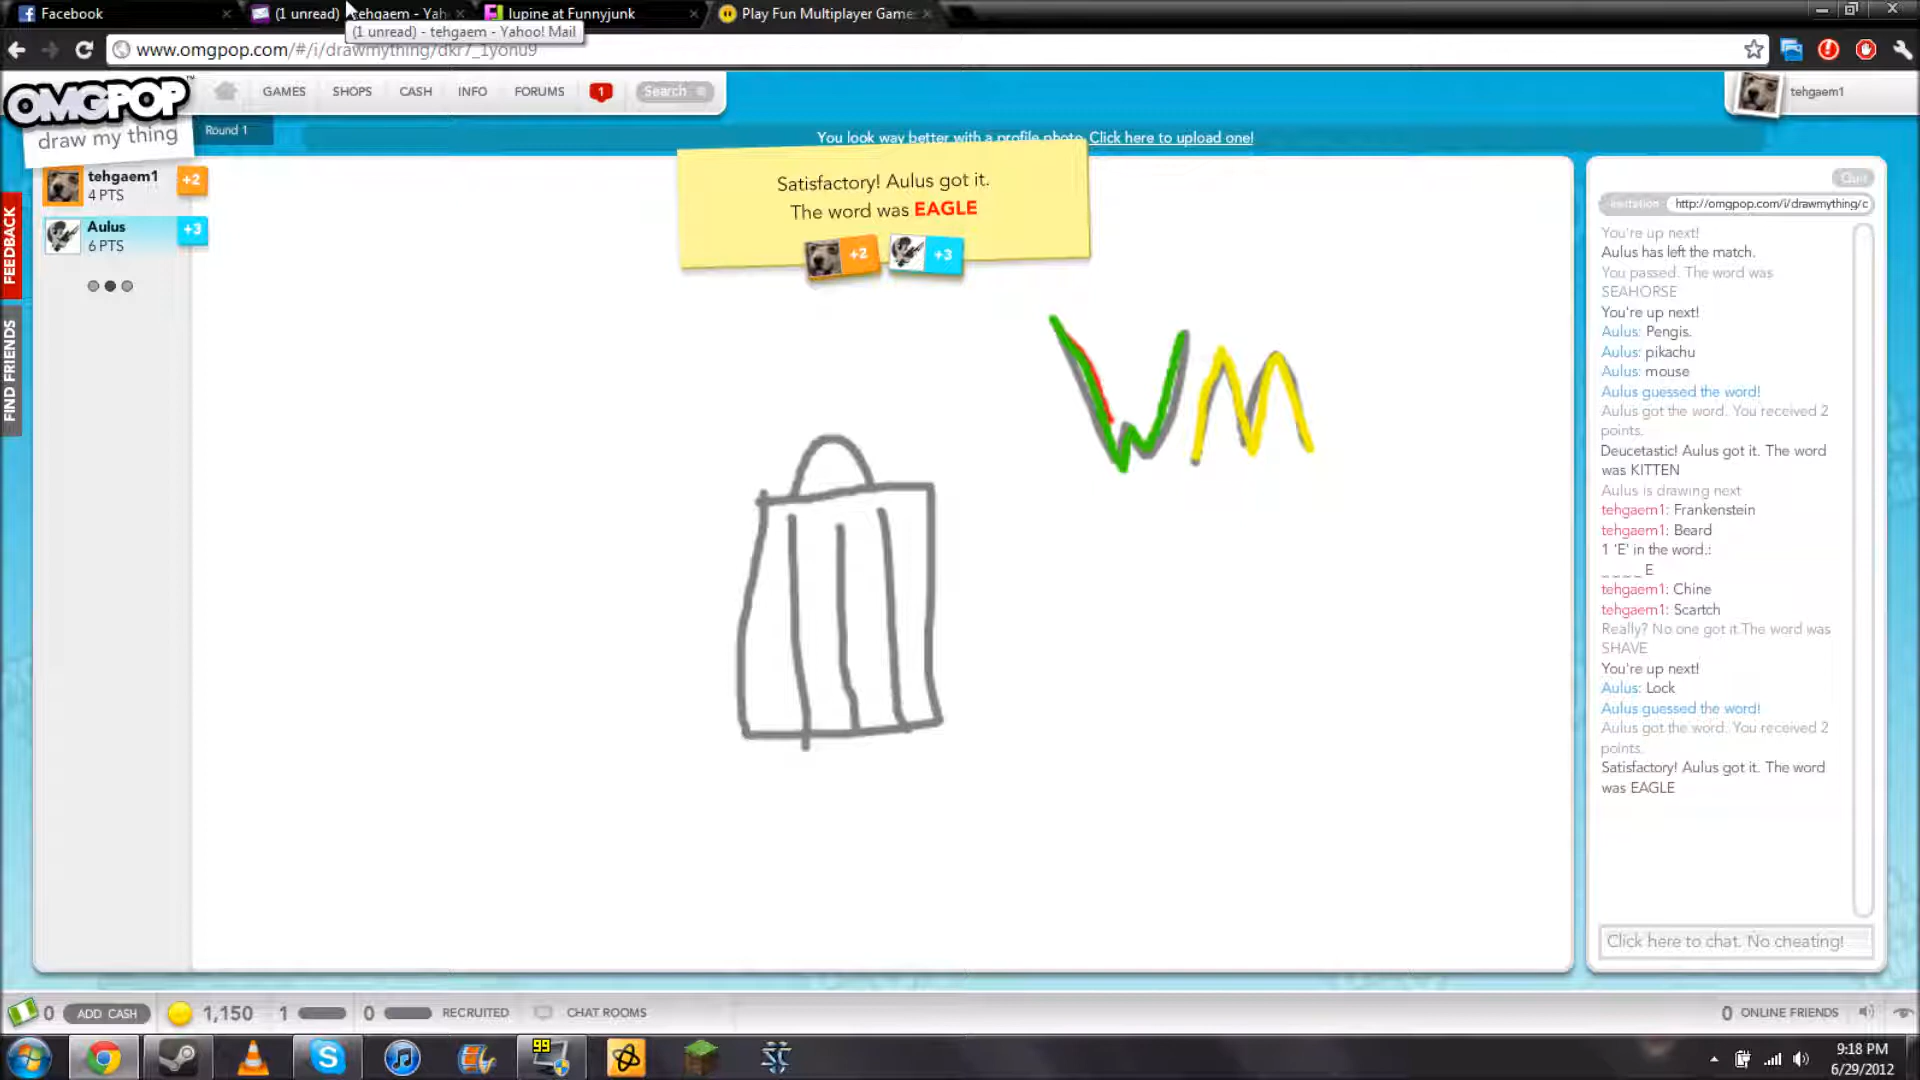 Facebook
(1 unread) tehgaem - Yah
lupine at Funnyjunk
Play Fun Multiplayer Game
(1 unread) - tehgaem - Yahoo! Mail
www.omgpop.com/#/i/drawmything/dkr7_1yonu9
OMGPOP
draw my thing
GAMES
SHOPS
CASH
INFO
FORUMS
1
Search
tehgaem1
Round 1
You look way better with a profile photo. Click here to upload one!
tehgaem1
4 PTS
+2
Aulus
6 PTS
+3
FEEDBACK
FIND FRIENDS
Satisfactory! Aulus got it.
The word was EAGLE
+2
+3
WM
Quit
Invitation
http://omgpop.com/i/drawmything/c
You're up next!
Aulus has left the match.
You passed. The word was
SEAHORSE
You're up next!
Aulus: Pengis.
Aulus: pikachu
Aulus: mouse
Aulus guessed the word!
Aulus got the word. You received 2
points.
Deucetastic! Aulus got it. The word
was KITTEN
Aulus is drawing next
tehgaem1: Frankenstein
tehgaem1: Beard
1 'E' in the word.:
_ _ _ _ E
tehgaem1: Chine
tehgaem1: Scartch
Really? No one got it.The word was
SHAVE
You're up next!
Aulus: Lock
Aulus guessed the word!
Aulus got the word. You received 2
points.
Satisfactory! Aulus got it. The word
was EAGLE
Click here to chat. No cheating!
0
ADD CASH
1,150
1
0
RECRUITED
CHAT ROOMS
0 ONLINE FRIENDS
99
9:18 PM
6/29/2012